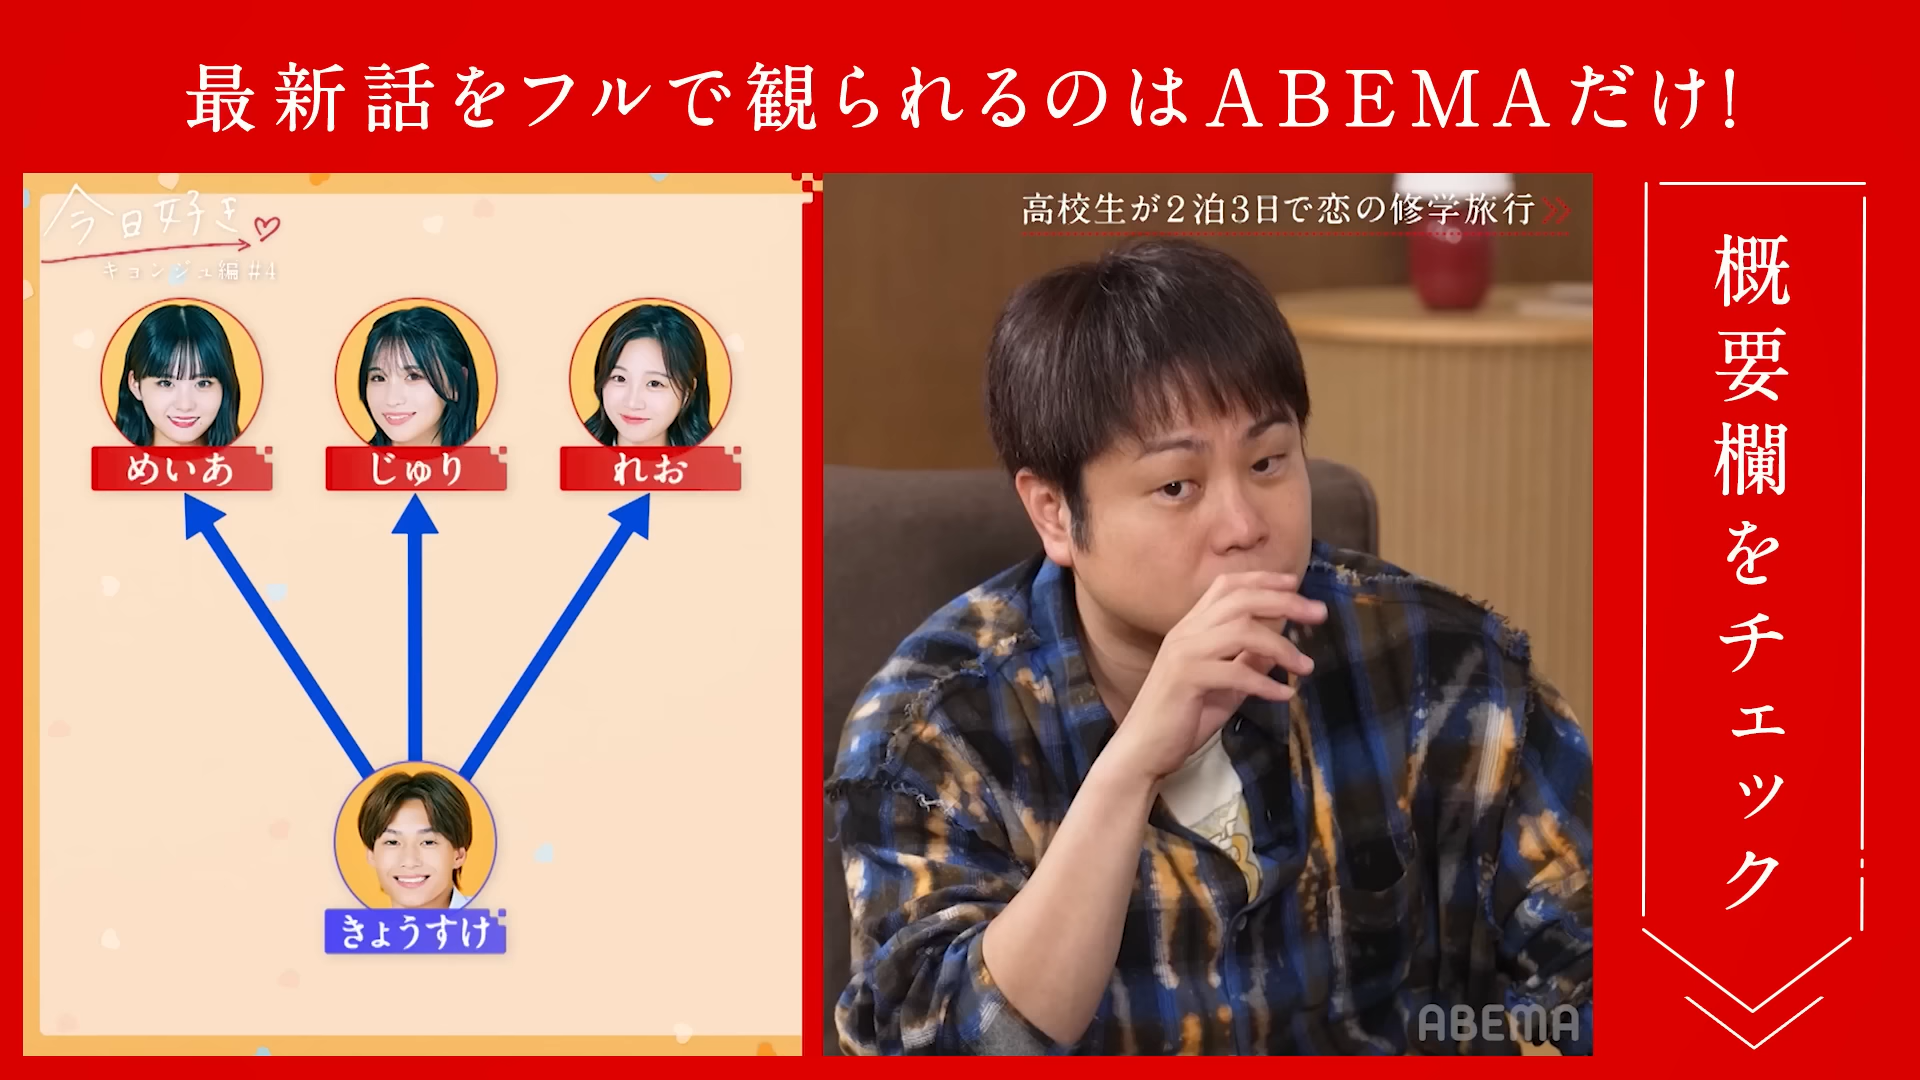 最新話をフルで観られるのはABEMAだけ!
今日好き
キョンジュ編 #4
めいあ
じゅり
れお
きょうすけ
高校生が2泊3日で恋の修学旅行
ABEMA
概要欄をチェック